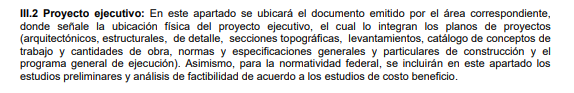 III.2 Proyecto ejecutivo: En este apartado se ubicará el documento emitido por el área correspondiente,
donde señale la ubicación física del proyecto ejecutivo, el cual lo integran los planos de proyectos
(arquitectónicos, estructurales, de detalle, secciones topográficas, levantamientos, catálogo de conceptos de
trabajo y cantidades de obra, normas y especificaciones generales y particulares de construcción y el
programa general de ejecución). Asimismo, para la normatividad federal, se incluirán en este apartado los
estudios preliminares y análisis de factibilidad de acuerdo a los estudios de costo beneficio.